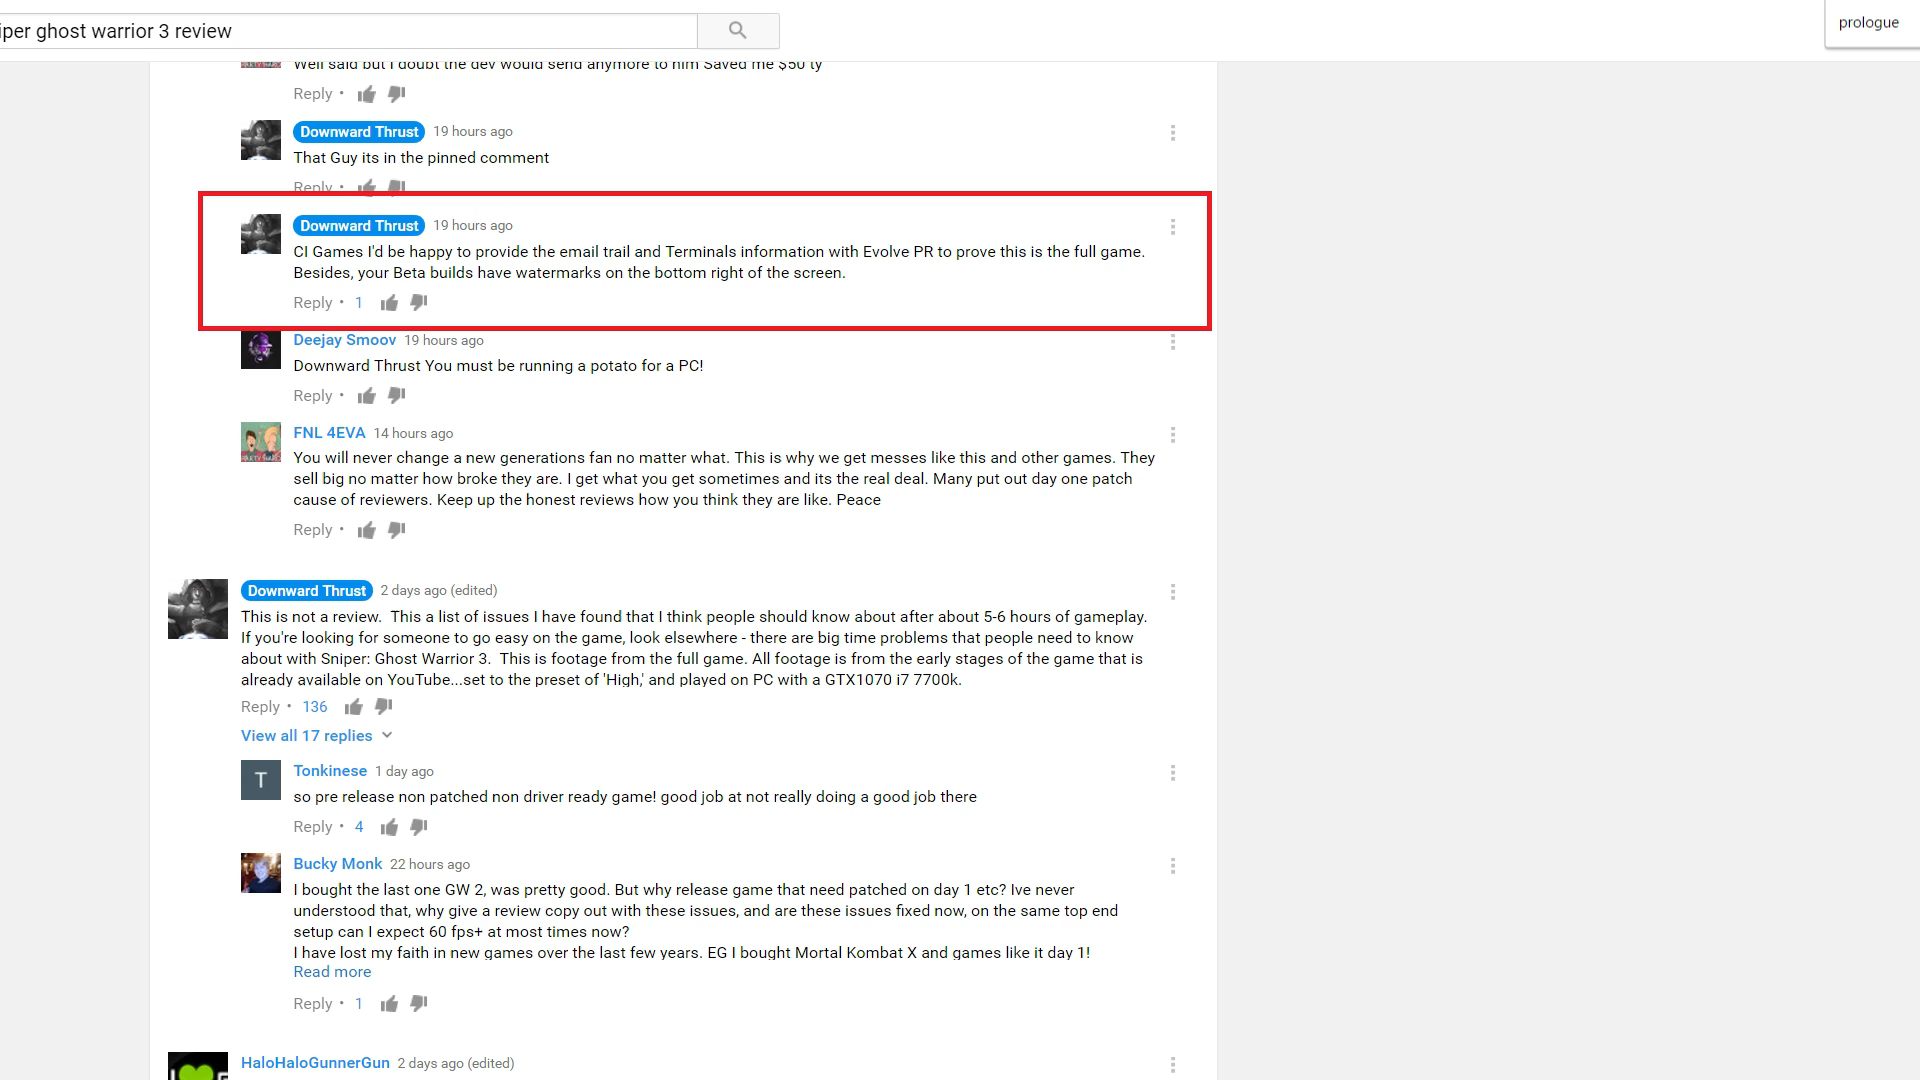 iper ghost warrior 3 review
prologue
Well said but I doubt the dev would send anymore to him Saved me $50 ty
Reply •
Downward Thrust 19 hours ago
That Guy its in the pinned comment
Reply •
Downward Thrust 19 hours ago
CI Games I'd be happy to provide the email trail and Terminals information with Evolve PR to prove this is the full game.
Besides, your Beta builds have watermarks on the bottom right of the screen.
Reply • 1
Deejay Smoov 19 hours ago
Downward Thrust You must be running a potato for a PC!
Reply •
FNL 4EVA 14 hours ago
You will never change a new generations fan no matter what. This is why we get messes like this and other games. They
sell big no matter how broke they are. I get what you get sometimes and its the real deal. Many put out day one patch
cause of reviewers. Keep up the honest reviews how you think they are like. Peace
Reply •
Downward Thrust 2 days ago (edited)
This is not a review.  This a list of issues I have found that I think people should know about after about 5-6 hours of gameplay.
If you're looking for someone to go easy on the game, look elsewhere - there are big time problems that people need to know
about with Sniper: Ghost Warrior 3.  This is footage from the full game. All footage is from the early stages of the game that is
already available on YouTube...set to the preset of 'High,' and played on PC with a GTX1070 i7 7700k.
Reply • 136
View all 17 replies
T
Tonkinese 1 day ago
so pre release non patched non driver ready game! good job at not really doing a good job there
Reply • 4
Bucky Monk 22 hours ago
I bought the last one GW 2, was pretty good. But why release game that need patched on day 1 etc? Ive never
understood that, why give a review copy out with these issues, and are these issues fixed now, on the same top end
setup can I expect 60 fps+ at most times now?
I have lost my faith in new games over the last few years. EG I bought Mortal Kombat X and games like it day 1!
Read more
Reply • 1
HaloHaloGunnerGun 2 days ago (edited)